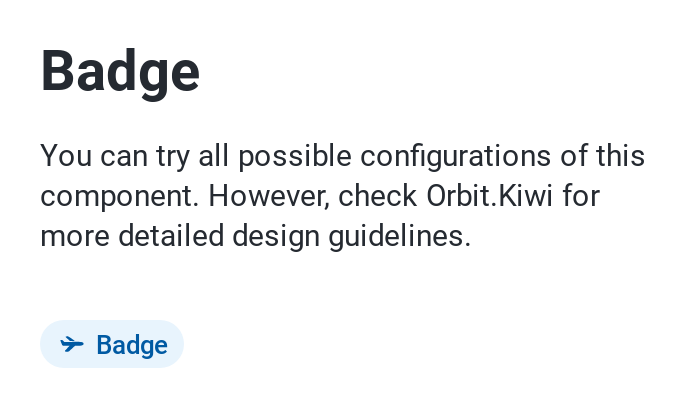 Badge
You can try all possible configurations of this
component. However, check Orbit.Kiwi for
more detailed design guidelines.
Badge